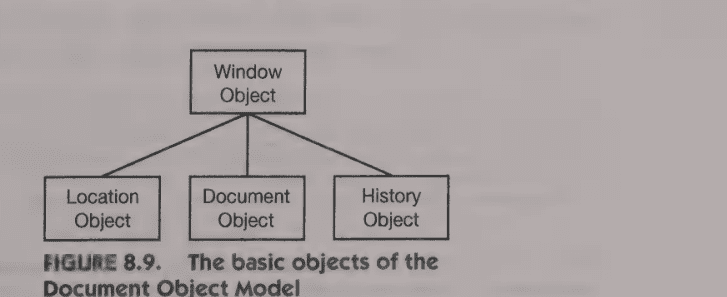 Window
Object
Location
Object
Document
Object
History
Object
FIGURE 8.9. The basic objects of the
Document Object Model